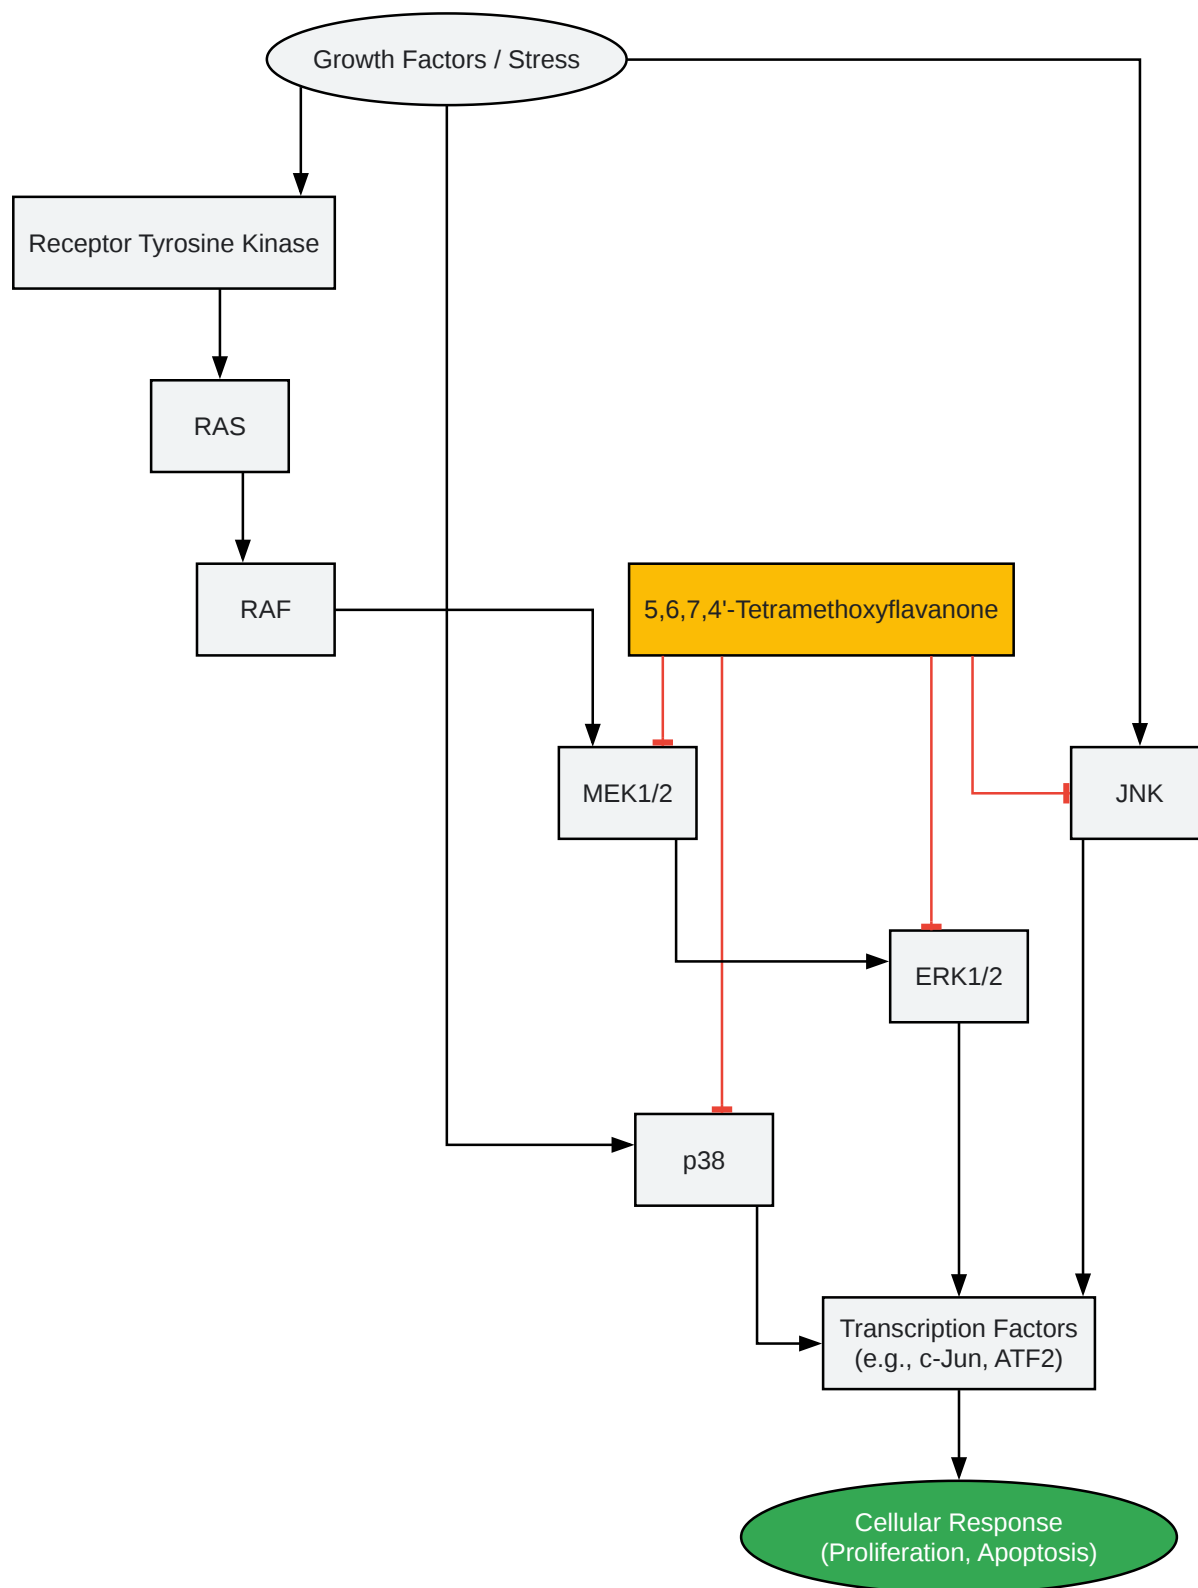 Growth Factors / Stress
Receptor Tyrosine Kinase
RAS
RAF
5,6,7,4'-Tetramethoxyflavanone
MEK1/2
JNK
ERK1/2
p38
Transcription Factors
(e.g., c-Jun, ATF2)
Cellular Response
(Proliferation, Apoptosis)